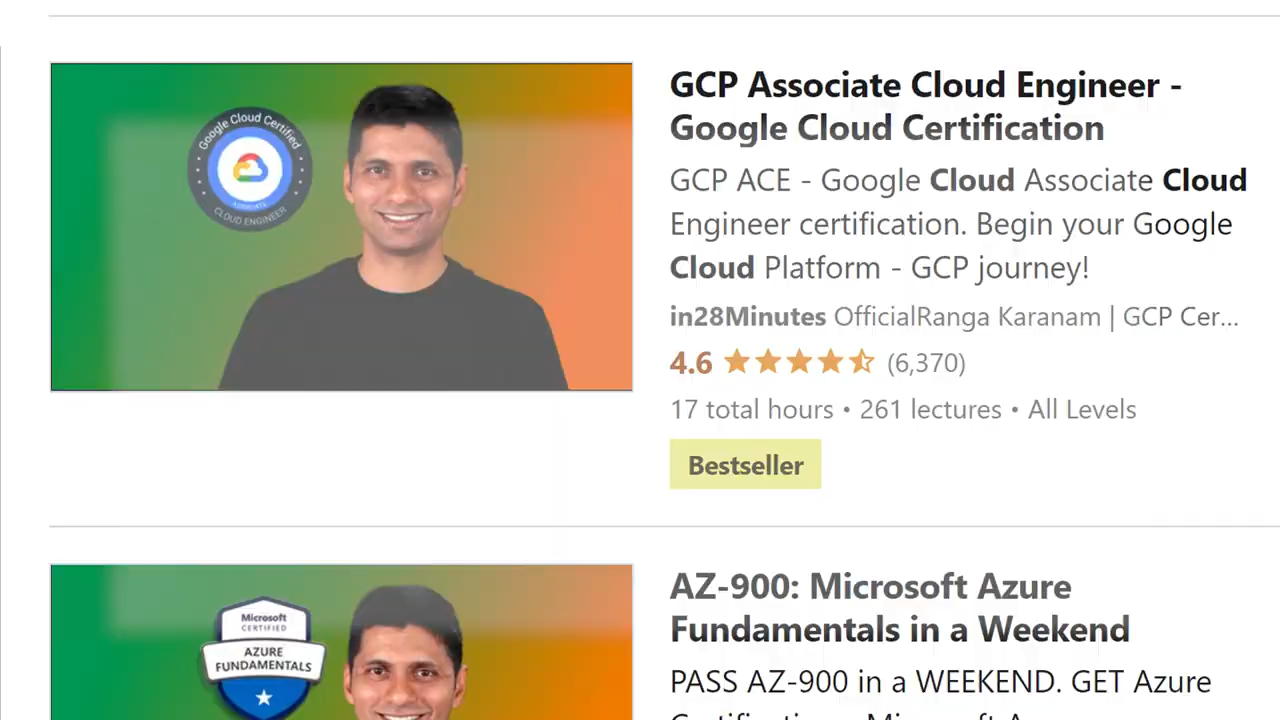 Google Cloud Certified
ASSOCIATE
CLOUD ENGINEER
GCP Associate Cloud Engineer -
Google Cloud Certification
GCP ACE - Google Cloud Associate Cloud
Engineer certification. Begin your Google
Cloud Platform - GCP journey!
in28Minutes OfficialRanga Karanam | GCP Cer...
4.6 (6,370)
17 total hours • 261 lectures • All Levels
Bestseller
Microsoft
CERTIFIED
AZURE
FUNDAMENTALS
AZ-900: Microsoft Azure
Fundamentals in a Weekend
PASS AZ-900 in a WEEKEND. GET Azure